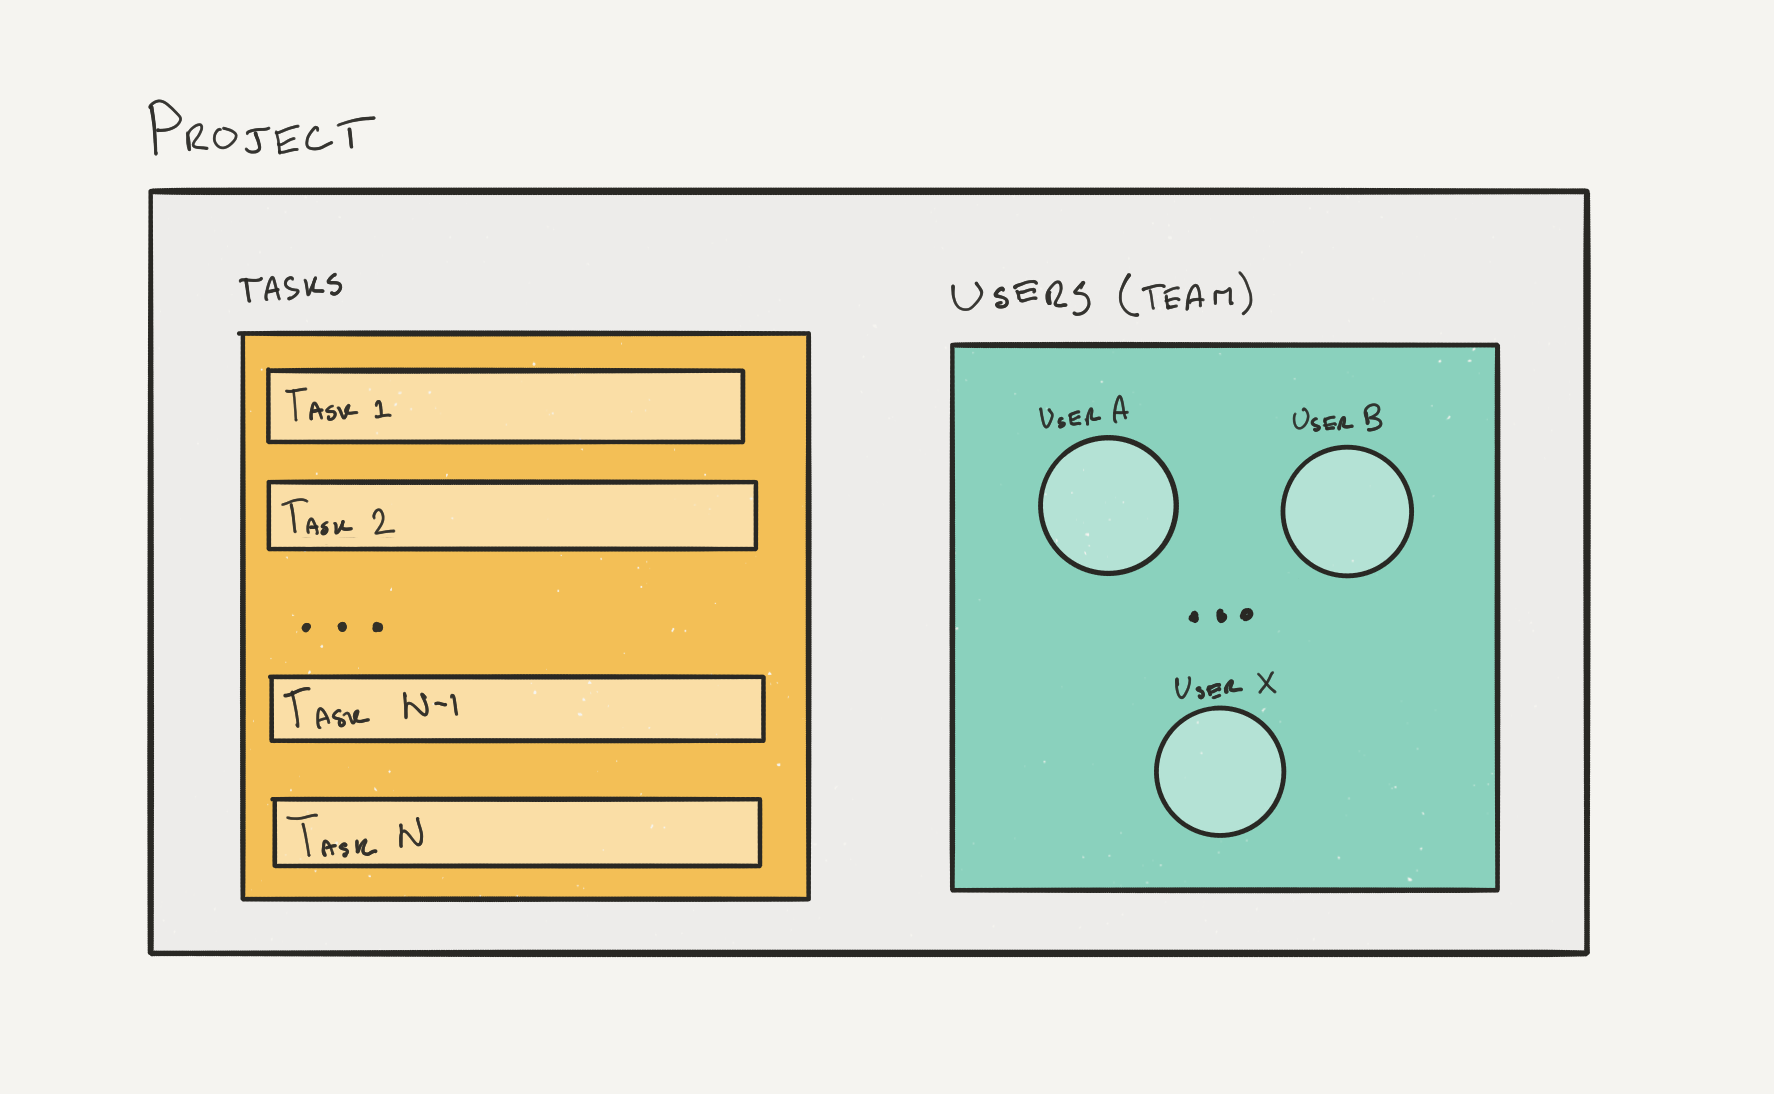 PROJECT
TASKS
TASK 1
TASK 2
...
TASK N-1
TASK N
USERS (TEAM)
USER A
USER B
...
USER X